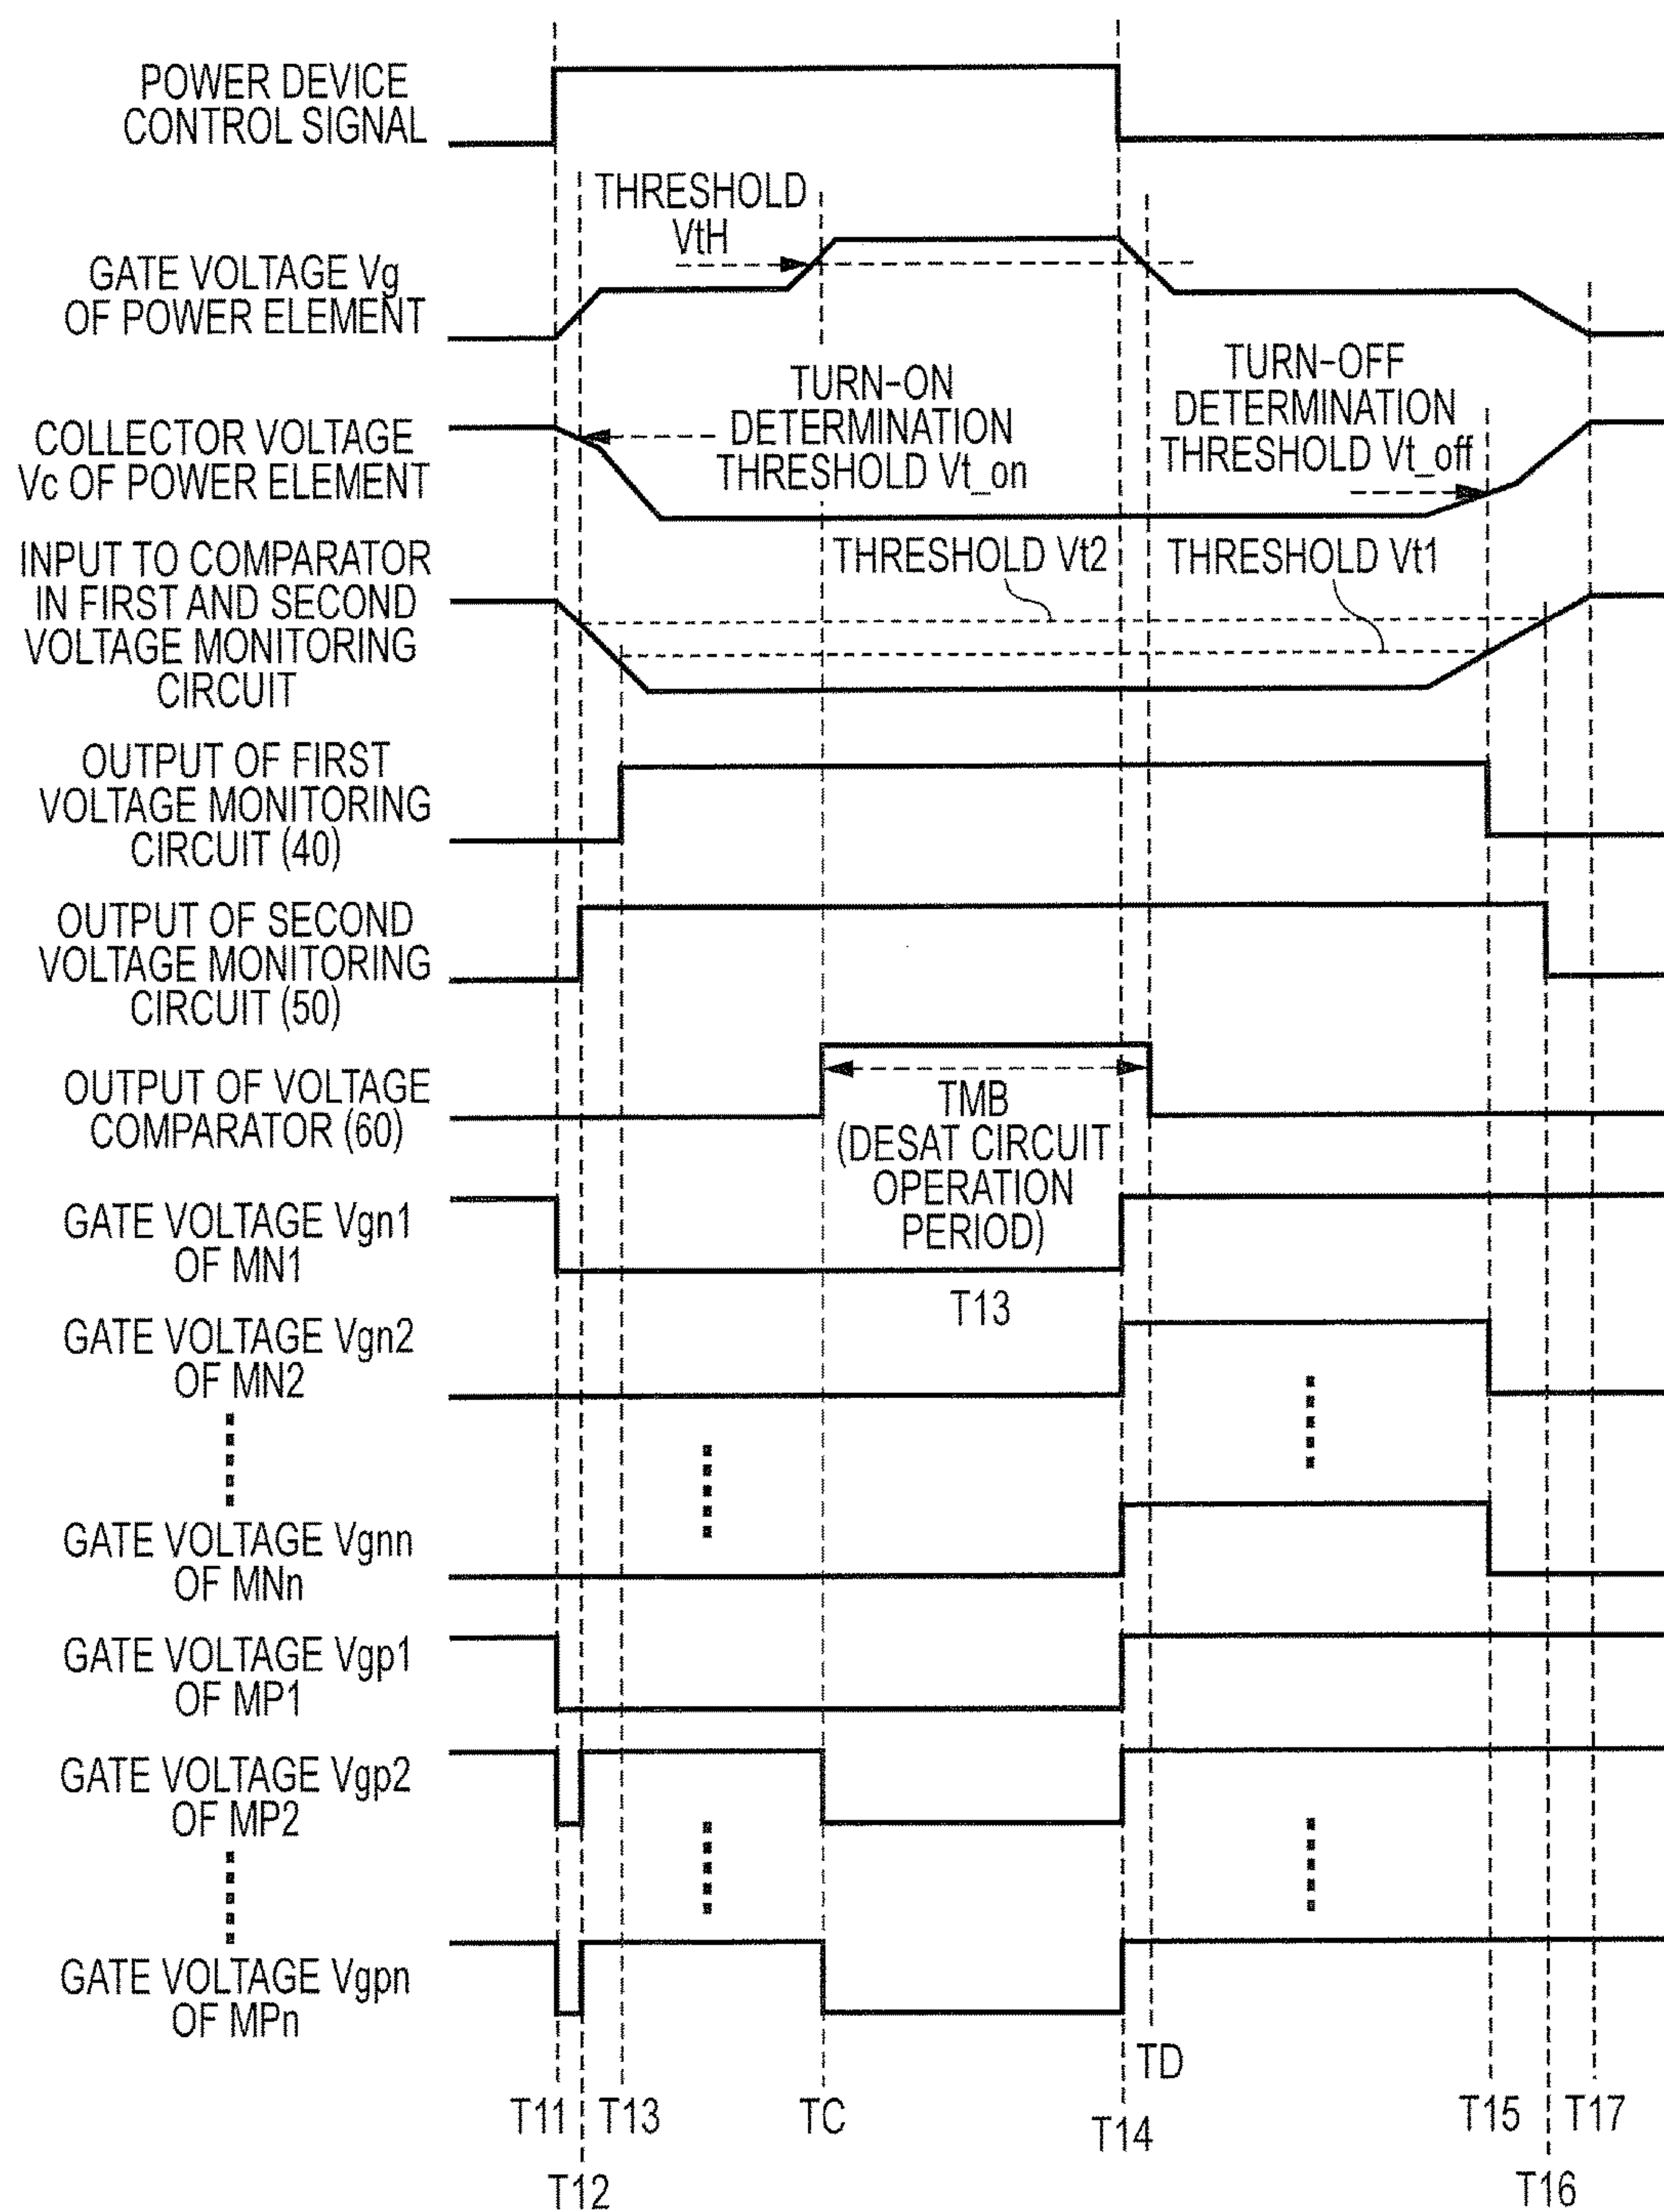 POWER DEVICE
CONTROL SIGNAL
THRESHOLD
VtH
GATE VOLTAGE Vg
OF POWER ELEMENT
TURN-ON
DETERMINATION
THRESHOLD Vt_on
TURN-OFF
DETERMINATION
THRESHOLD Vt_off
COLLECTOR VOLTAGE
Vc OF POWER ELEMENT
INPUT TO COMPARATOR
IN FIRST AND SECOND
VOLTAGE MONITORING
CIRCUIT
THRESHOLD Vt2
THRESHOLD Vt1
OUTPUT OF FIRST
VOLTAGE MONITORING
CIRCUIT (40)
OUTPUT OF SECOND
VOLTAGE MONITORING
CIRCUIT (50)
OUTPUT OF VOLTAGE
COMPARATOR (60)
TMB
(DESAT CIRCUIT
OPERATION
PERIOD)
GATE VOLTAGE Vgn1
OF MN1
T13
GATE VOLTAGE Vgn2
OF MN2
GATE VOLTAGE Vgnn
OF MNn
GATE VOLTAGE Vgp1
OF MP1
GATE VOLTAGE Vgp2
OF MP2
GATE VOLTAGE Vgpn
OF MPn
T11
T12
T13
TC
T14
TD
T15
T16
T17